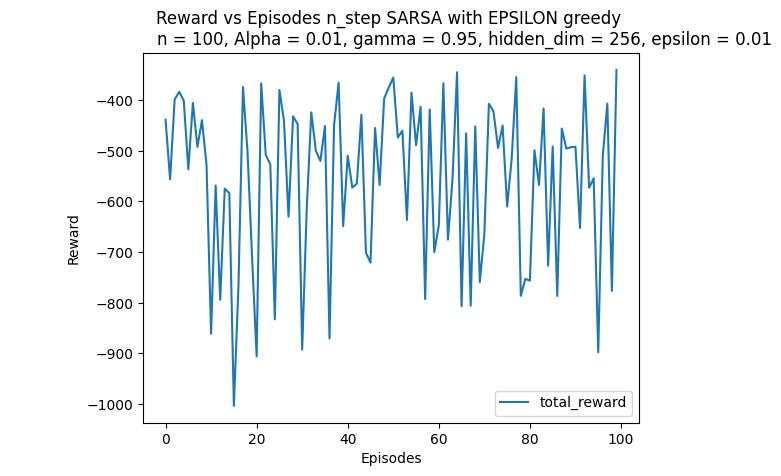 Reward vs Episodes n_step SARSA with EPSILON greedy
n = 100, Alpha = 0.01, gamma = 0.95, hidden_dim = 256, epsilon = 0.01
−400
−500
−600
−700
−800
−900
−1000
Reward
total_reward
0 20 40 60 80 100
Episodes